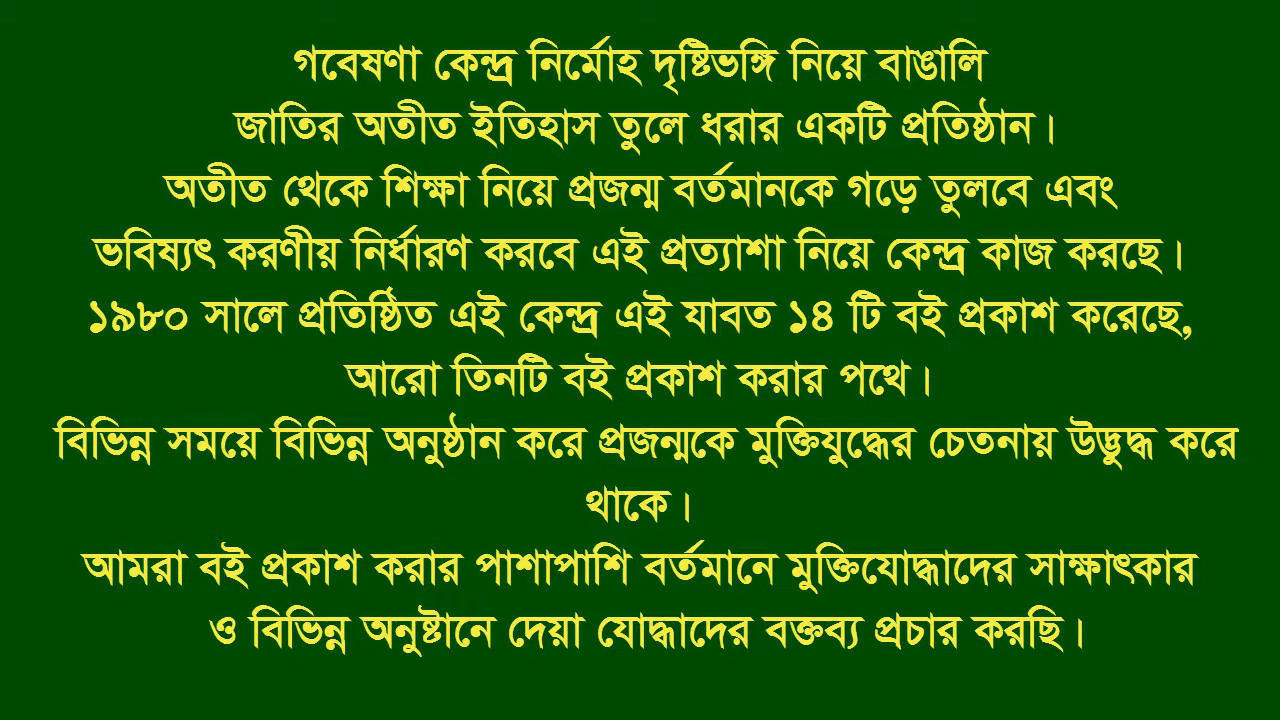 গবেষণা কেন্দ্র নির্মোহ দৃষ্টিভঙ্গি নিয়ে বাঙালি
জাতির অতীত ইতিহাস তুলে ধরার একটি প্রতিষ্ঠান।
অতীত থেকে শিক্ষা নিয়ে প্রজন্ম বর্তমানকে গড়ে তুলবে এবং
ভবিষ্যৎ করণীয় নির্ধারণ করবে এই প্রত্যাশা নিয়ে কেন্দ্র কাজ করছে।
১৯৮০ সালে প্রতিষ্ঠিত এই কেন্দ্র এই যাবত ১৪ টি বই প্রকাশ করেছে,
আরো তিনটি বই প্রকাশ করার পথে।
বিভিন্ন সময়ে বিভিন্ন অনুষ্ঠান করে প্রজন্মকে মুক্তিযুদ্ধের চেতনায় উদ্ভুদ্ধ করে
থাকে।
আমরা বই প্রকাশ করার পাশাপাশি বর্তমানে মুক্তিযোদ্ধাদের সাক্ষাৎকার
ও বিভিন্ন অনুষ্টানে দেয়া যোদ্ধাদের বক্তব্য প্রচার করছি।